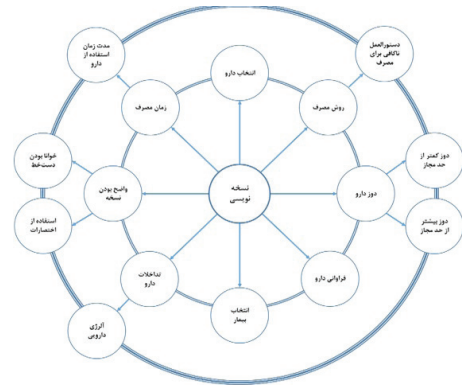 دستورالعمل
ناکافی برای
مصرف
مدت زمان
استفاده از
دارو
انتخاب دارو
روش مصرف
زمان مصرف
دوز کمتر از
حد مجاز
خوانا بودن
دست‌خط
دوز دارو
نسخه
نویسی
واضح بودن
نسخه
دوز بیشتر
از حد مجاز
استفاده از
اختصارات
فراوانی دارو
تداخلات
دارو
انتخاب
بیمار
آلرژی
دارویی